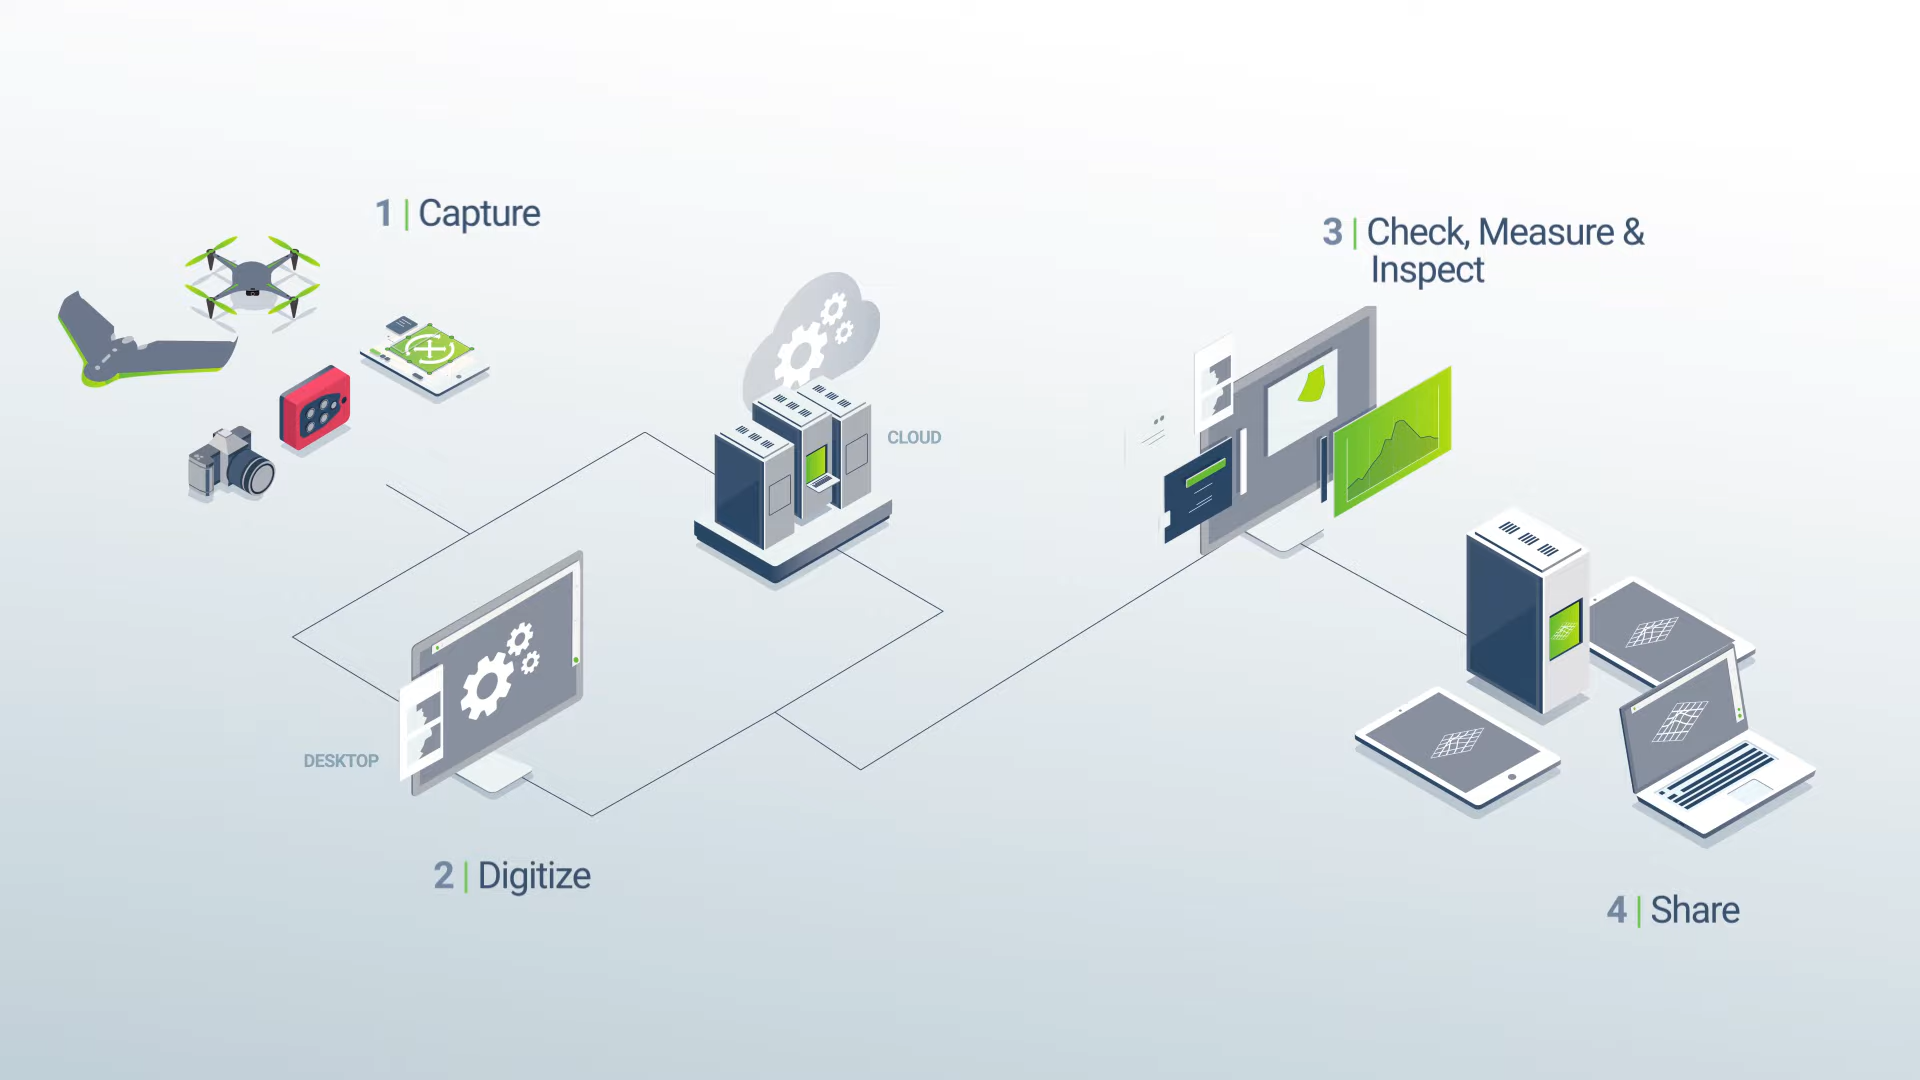 1 | Capture
CLOUD
DESKTOP
2 | Digitize
3 | Check, Measure &
Inspect
4 | Share